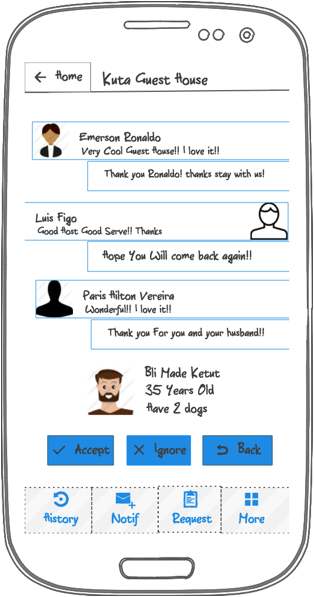 Home
Kuta Guest House
Emerson Ronaldo
Very Cool Guest House!! I love it!!
Thank you Ronaldo! thanks stay with us!
Luis Figo
Good Host Good Serve!! Thanks
Hope You Will come back again!!
Paris Hilton Vereira
Wonderful!! I love it!!
Thank you For you and your husband!!
Bli Made Ketut
35 Years Old
Have 2 dogs
Accept Ignore Back
History Notif Request More